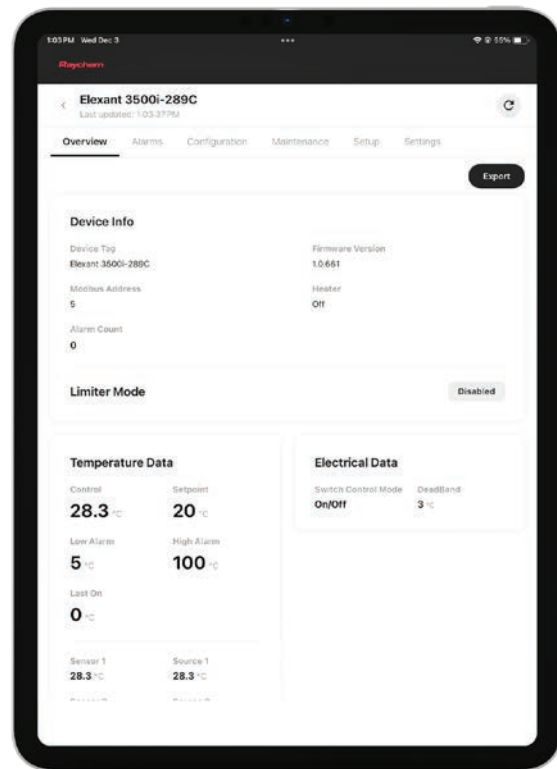 1:03 PM Wed Dec 3
55%
Raychem
Elexant 3500i-289C
Last updated: 1:03:37 PM
Overview Alarms Configuration Maintenance Setup Settings
Export
Device Info
Device Tag Firmware Version
Elexant 3500i-289C 1.0.661
Modbus Address Heater
5 Off
Alarm Count
0
Limiter Mode Disabled
Temperature Data
Control Setpoint
28.3 °C 20 °C
Low Alarm High Alarm
5 °C 100 °C
Last On
0 °C
Sensor 1 Source 1
28.3 °C 28.3 °C
Electrical Data
Switch Control Mode DeadBand
On/Off 3 °C